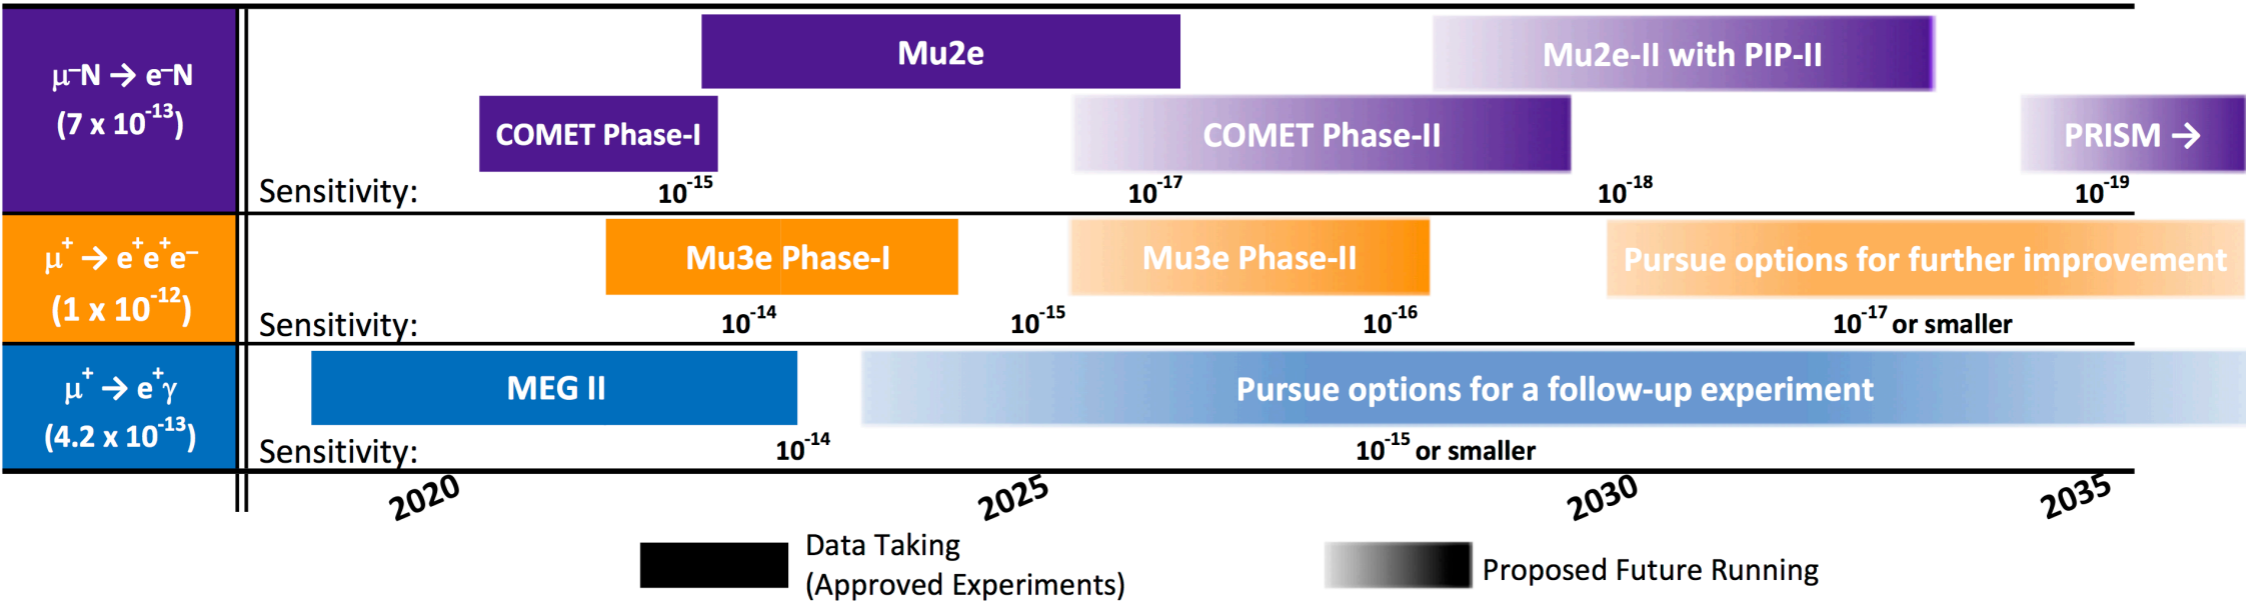 μ⁻N → e⁻N
(7 x 10⁻¹³)
Mu2e
Mu2e-II with PIP-II
COMET Phase-I
COMET Phase-II
PRISM →
Sensitivity:
10⁻¹⁵
10⁻¹⁷
10⁻¹⁸
10⁻¹⁹
μ⁺ → e⁺e⁺e⁻
(1 x 10⁻¹²)
Mu3e Phase-I
Mu3e Phase-II
Pursue options for further improvement
Sensitivity:
10⁻¹⁴
10⁻¹⁵
10⁻¹⁶
10⁻¹⁷ or smaller
μ⁺ → e⁺γ
(4.2 x 10⁻¹³)
MEG II
Pursue options for a follow-up experiment
Sensitivity:
10⁻¹⁴
10⁻¹⁵ or smaller
2020
2025
2030
2035
Data Taking
(Approved Experiments)
Proposed Future Running